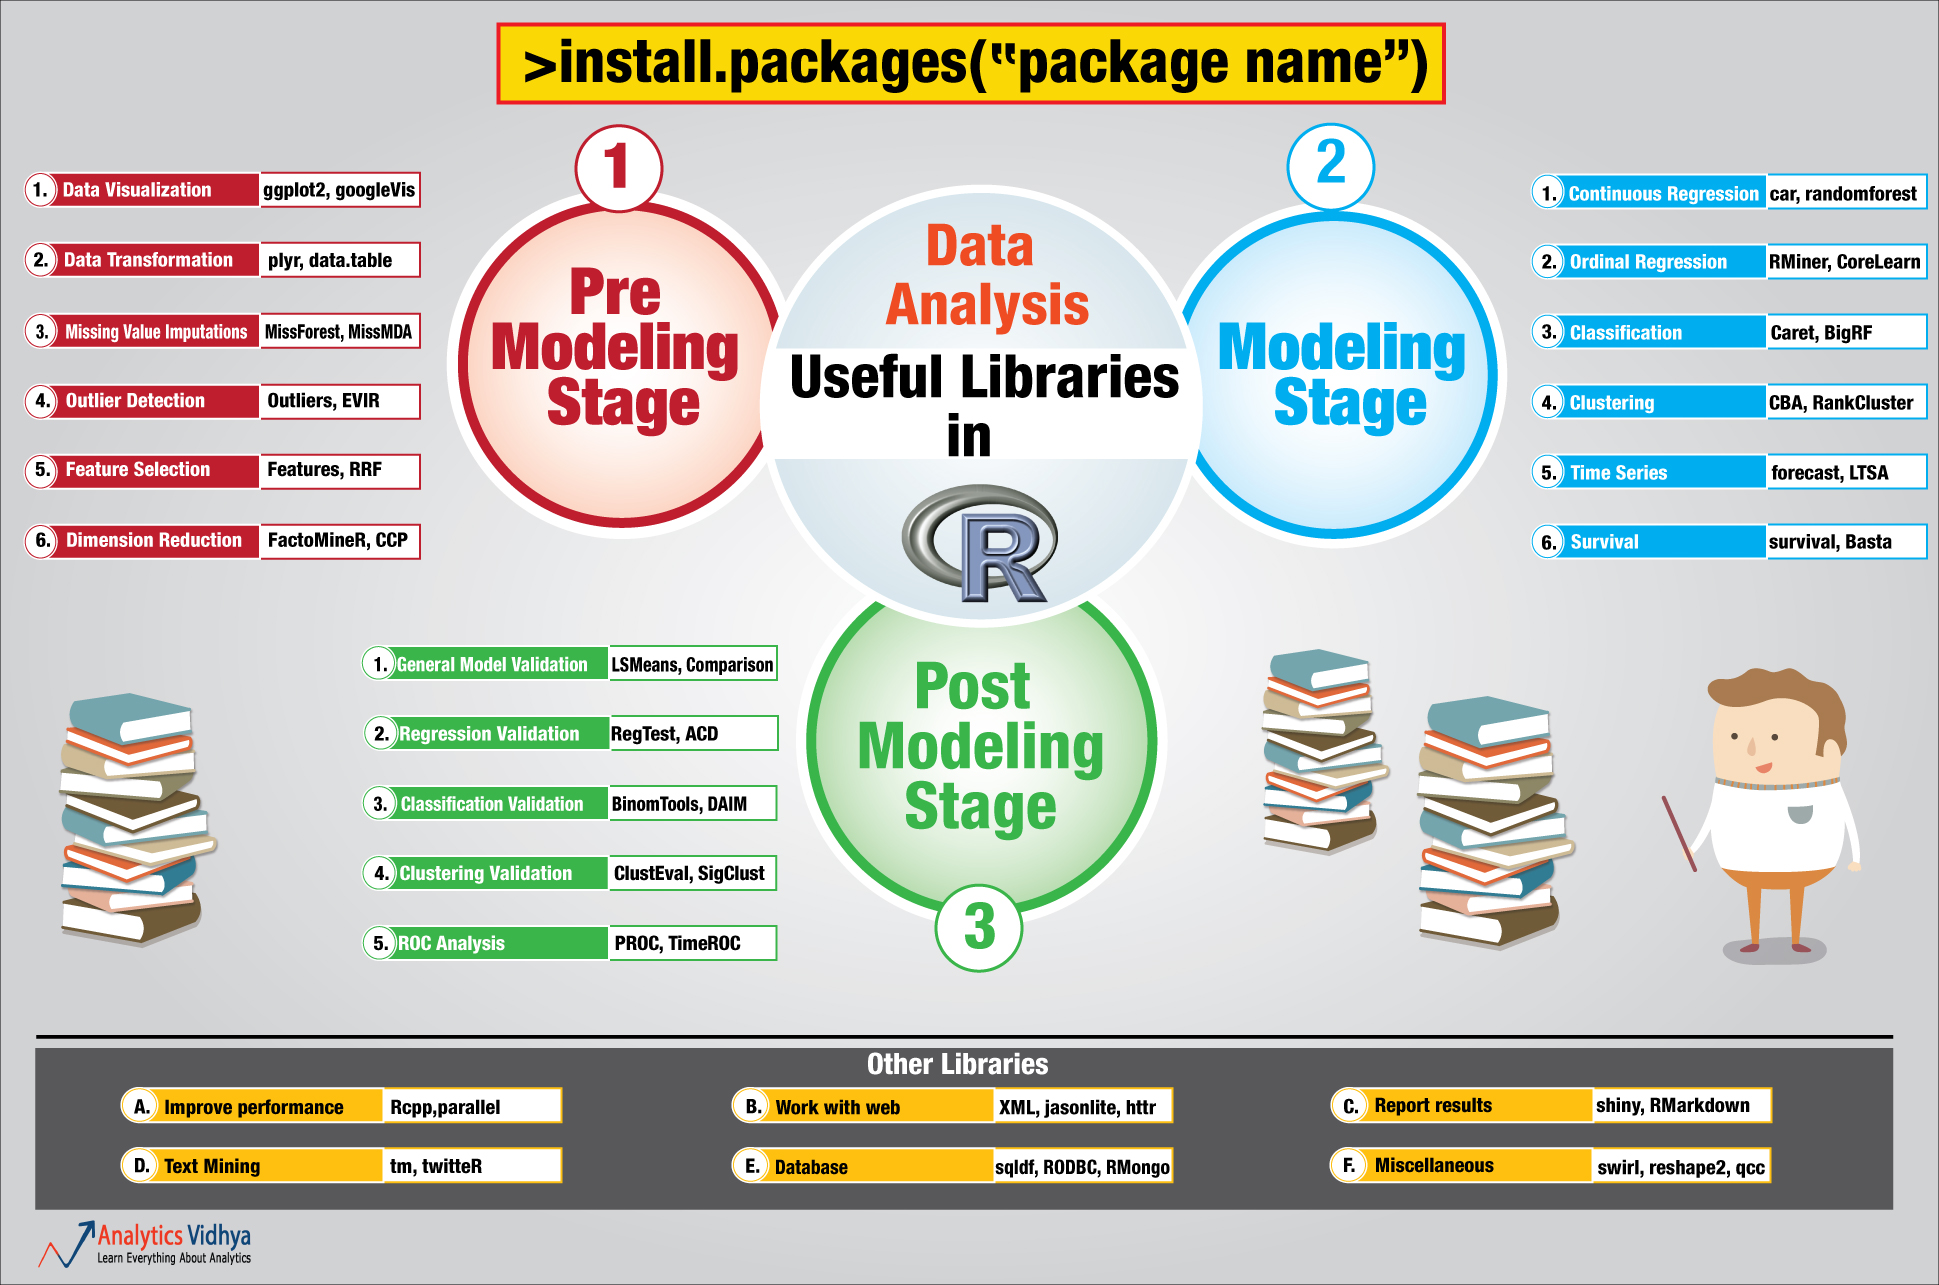 >install.packages(“package name”)
1
Pre
Modeling
Stage
1. Data Visualization ggplot2, googleVis
2. Data Transformation plyr, data.table
3. Missing Value Imputations MissForest, MissMDA
4. Outlier Detection Outliers, EVIR
5. Feature Selection Features, RRF
6. Dimension Reduction FactoMineR, CCP
Data
Analysis
Useful Libraries
in
R
2
Modeling
Stage
1. Continuous Regression car, randomforest
2. Ordinal Regression RMiner, CoreLearn
3. Classification Caret, BigRF
4. Clustering CBA, RankCluster
5. Time Series forecast, LTSA
6. Survival survival, Basta
Post
Modeling
Stage
3
1. General Model Validation LSMeans, Comparison
2. Regression Validation RegTest, ACD
3. Classification Validation BinomTools, DAIM
4. Clustering Validation ClustEval, SigClust
5. ROC Analysis PROC, TimeROC
Other Libraries
A. Improve performance Rcpp,parallel
B. Work with web XML, jasonlite, httr
C. Report results shiny, RMarkdown
D. Text Mining tm, twitteR
E. Database sqldf, RODBC, RMongo
F. Miscellaneous swirl, reshape2, qcc
Analytics Vidhya
Learn Everything About Analytics